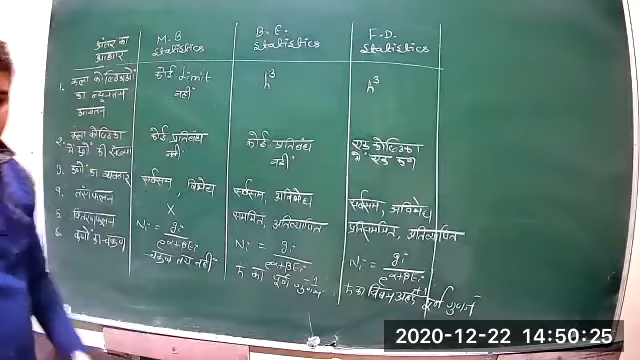 अंतर का M.B B.E. F.D.
आधार statistics statistics statistics
1. कला कोष्ठिकाओं कोई limit h³ h³
का न्यूनतम नहीं
आयतन
2. कला कोष्ठिका कोई प्रतिबंध कोई प्रतिबंध एक कोष्ठिका
में कणों की संख्या नहीं नहीं में एक कण
3. कणों का व्यवहार सर्वसम, विभेद्य सर्वसम, अविभेद्य सर्वसम, अविभेद्य
4. तरंगफलन X सममित, अतिव्यापित प्रतिसममित, अतिव्यापित
5. वितरणफलन Ni = gi / e^α+βEi Ni = gi / e^α+βEi -1 Ni = gi / e^α+βEi +1
6. कणों का चक्रण चक्रण तय नहीं ħ का पूर्ण गुणज ħ का विषम अर्द्ध पूर्ण गुणज
2020-12-22 14:50:25